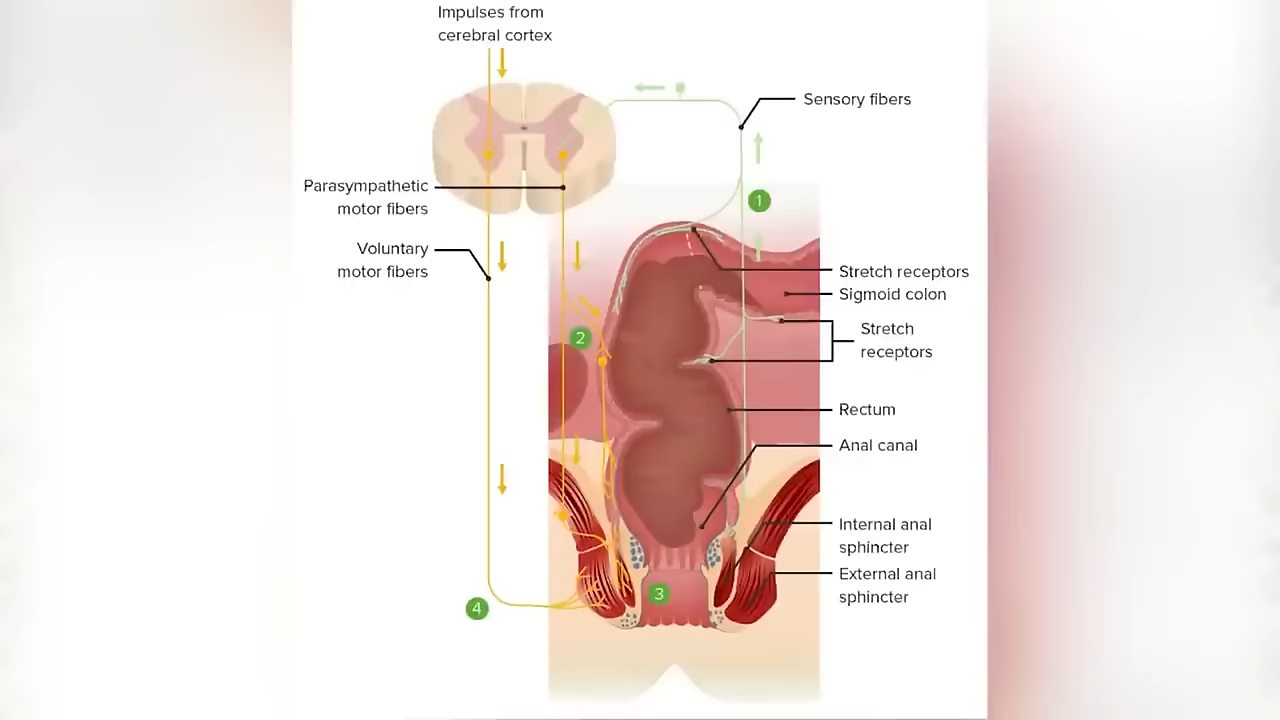 Impulses from
cerebral cortex
Sensory fibers
Parasympathetic
motor fibers
1
Voluntary
motor fibers
Stretch receptors
Sigmoid colon
Stretch
receptors
2
Rectum
Anal canal
Internal anal
sphincter
External anal
sphincter
3
4